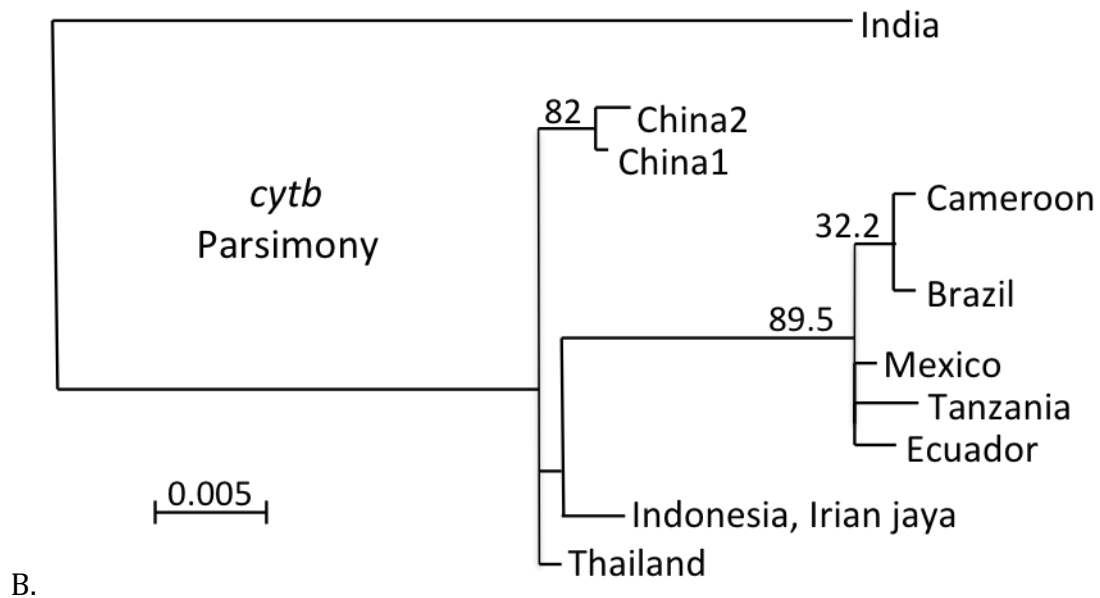 India
82
China2
China1
cytb
Parsimony
Cameroon
32.2
Brazil
89.5
Mexico
Tanzania
Ecuador
0.005
Indonesia, Irian jaya
Thailand
B.